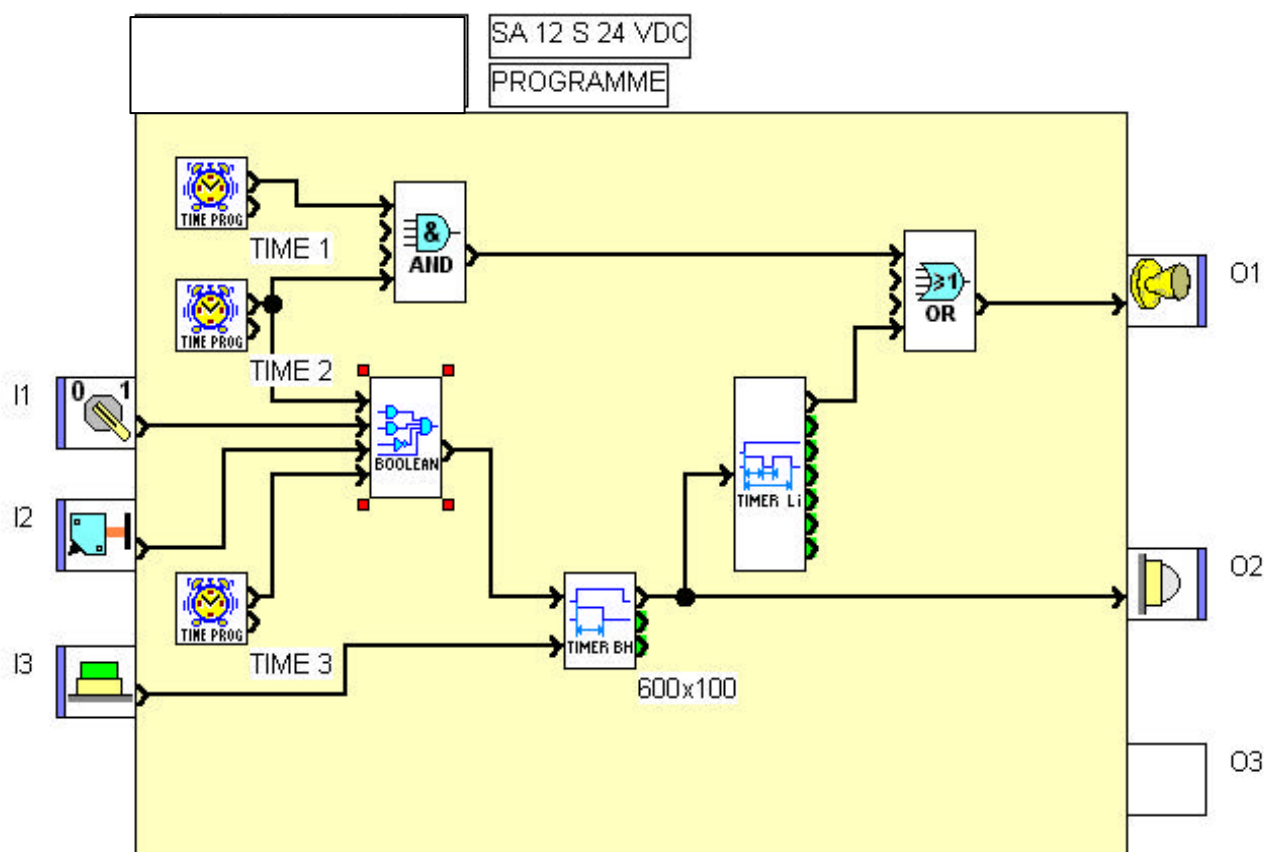 SA 12 S 24 VDC
PROGRAMME
TIME PROG
TIME 1
&
AND
≥1
OR
O1
TIME PROG
TIME 2
I1
0 1
BOOLEAN
TIMER Li
I2
O2
TIME PROG
TIME 3
TIMER BH
600x100
I3
O3